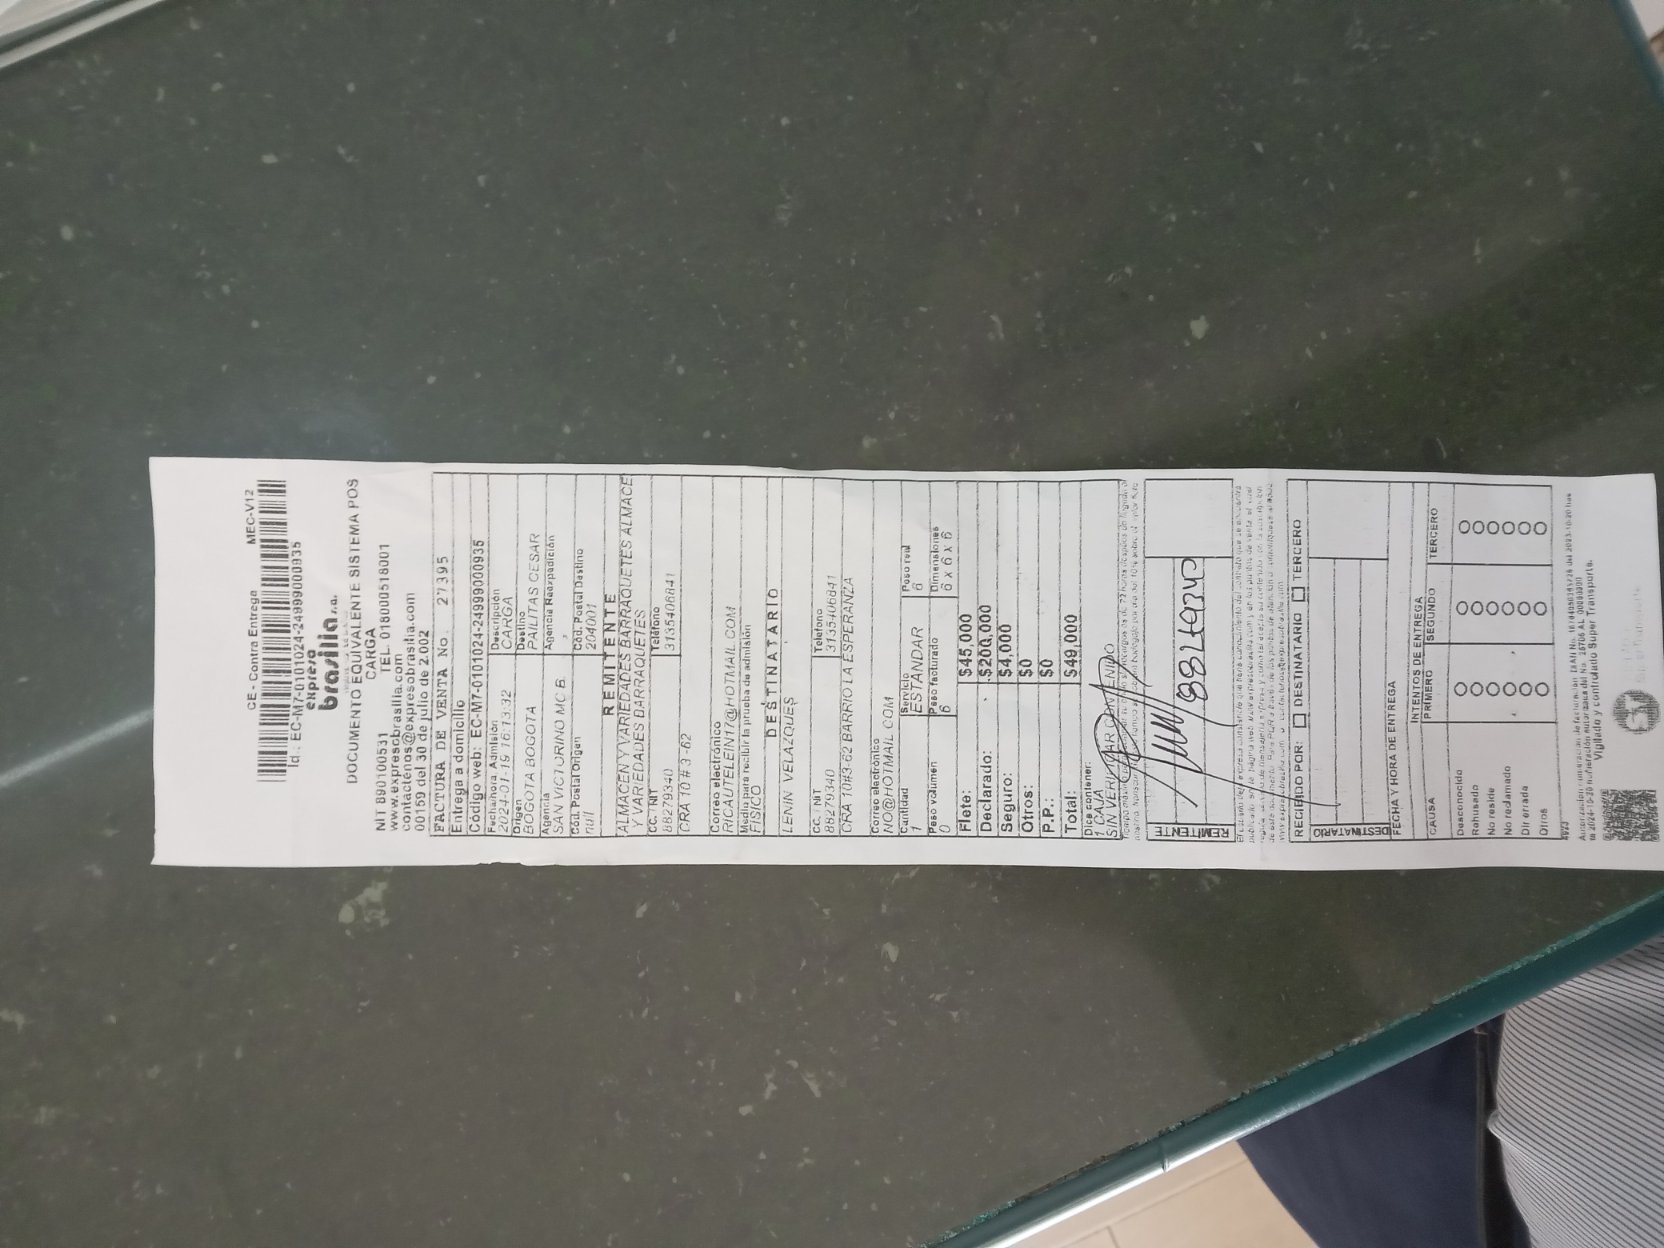 CE - Contra Entrega MEC-V12
Id.: EC-M7-010102​4-24999000935
expreso
brasilia s.a.
DOCUMENTO EQUIVALENTE SISTEMA POS
CARGA
NIT 890100531 TEL. 018000518001
www.expresobrasilia.com
contáctenos@expresobrasilia.com
00159 del 30 de julio de 2.002
FACTURA DE VENTA No. 27395
Entrega a domicilio
Código web: EC-M7-0101024-24999000935
Fecha/hora. Admisión Descripción
2024-01-19 16:13:32 CARGA
Origen Destino
BOGOTA BOGOTA PAILITAS CESAR
Agencia Agencia Reexpedición
SAN VICTORINO MC B.
Cód. Postal Origen Cód. Postal Destino
null 204001
REMITENTE
ALMACEN Y VARIEDADES BARRAQUETES ALMACE
Y VARIEDADES BARRAQUETES
CC. / NIT Teléfono
88279340 3135406841
CRA 10 # 3 -62
Correo electrónico
RICAUTELEIN17@HOTMAIL.COM
Medio para recibir la prueba de admisión
FISICO
DESTINATARIO
LENIN VELAZQUES
CC. / NIT Telefono
88279340 3135406841
CRA 10#3-62 BARRIO LA ESPERANZA
Correo electrónico
NO@HOTMAIL.COM
Cantidad Servicio Peso real
1 ESTANDAR 6
Peso volumen Peso facturado Dimensiones
0 6 6 x 6 x 6
Flete: $45,000
Declarado: $200,000
Seguro: $4,000
Otros: $0
P.P.: $0
Total: $49,000
Dice contener:
1 CAJA
SIN VERIFICAR CONTENIDO
REMITENTE
RECIBIDO POR: DESTINATARIO TERCERO
DESTINATARIO
FECHA Y HORA DE ENTREGA
INTENTOS DE ENTREGA
CAUSA PRIMERO SEGUNDO TERCERO
Desconocido
Rehusado
No reside
No reclamado
Dir errada
Otros
Vigilado y controlado Super Transporte.